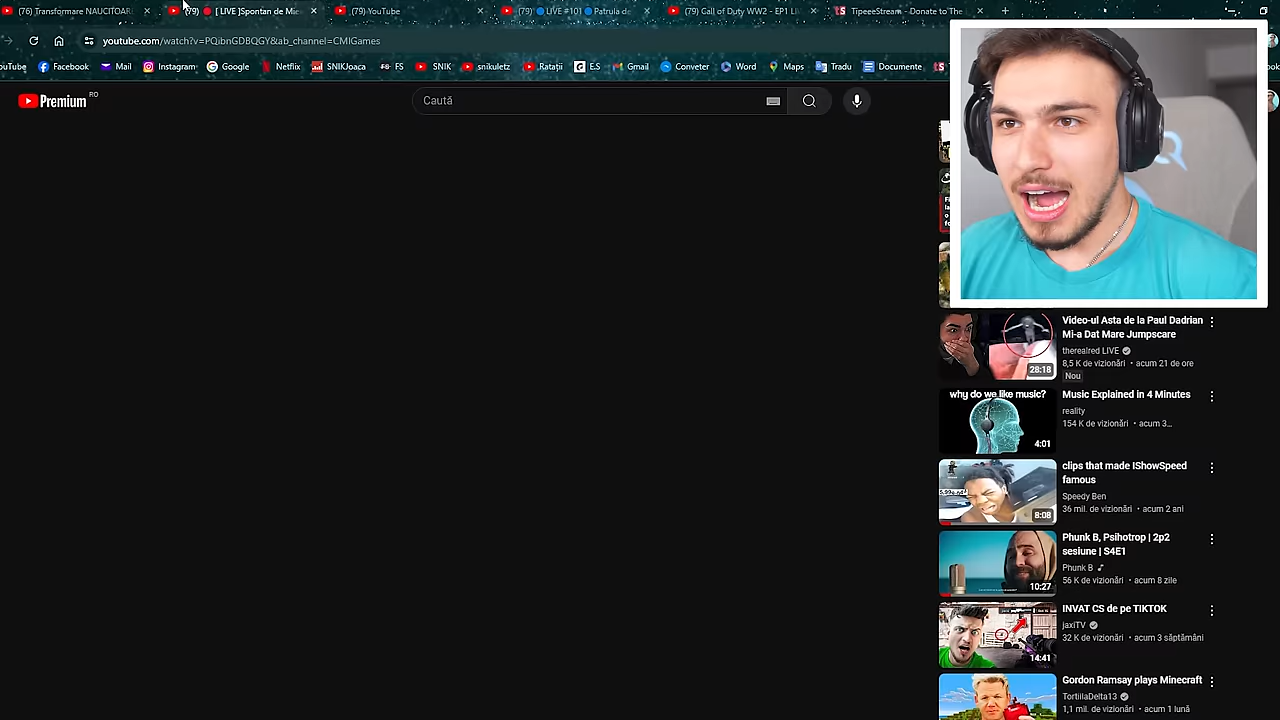 (76) Transformare NAUCITOAR
(79) 🔴 [ LIVE ]Spontan de Mie
(79) YouTube
(79) 🔵 LIVE #101 🔵 Patrula de
(79) Call of Duty WW2 - EP1 Li
TipeeeStream - Donate to The
youtube.com/watch?v=PQibnGDBQGY&ab_channel=CMIGames
ouTube
Facebook
Mail
Instagram
Google
Netflix
SNIKJoaca
FS
SNIK
snikuletz
.Ratații
E.S
Gmail
Conveter
Word
Maps
Tradu
Documente
Premium
RO
Caută
Video-ul Asta de la Paul Dadrian
Mi-a Dat Mare Jumpscare
therealred LIVE
8,5 K de vizionări • acum 21 de ore
Nou
28:18
why do we like music?
4:01
Music Explained in 4 Minutes
reality
154 K de vizionări • acum 3...
clips that made IShowSpeed
famous
Speedy Ben
36 mil. de vizionări • acum 2 ani
8:08
Phunk B, Psihotrop | 2p2
sesiune | S4E1
Phunk B
56 K de vizionări • acum 8 zile
10:27
INVAT CS de pe TIKTOK
jaxiTV
32 K de vizionări • acum 3 săptămâni
14:41
Gordon Ramsay plays Minecraft
TortillaDelta13
1,1 mil. de vizionări • acum 1 lună